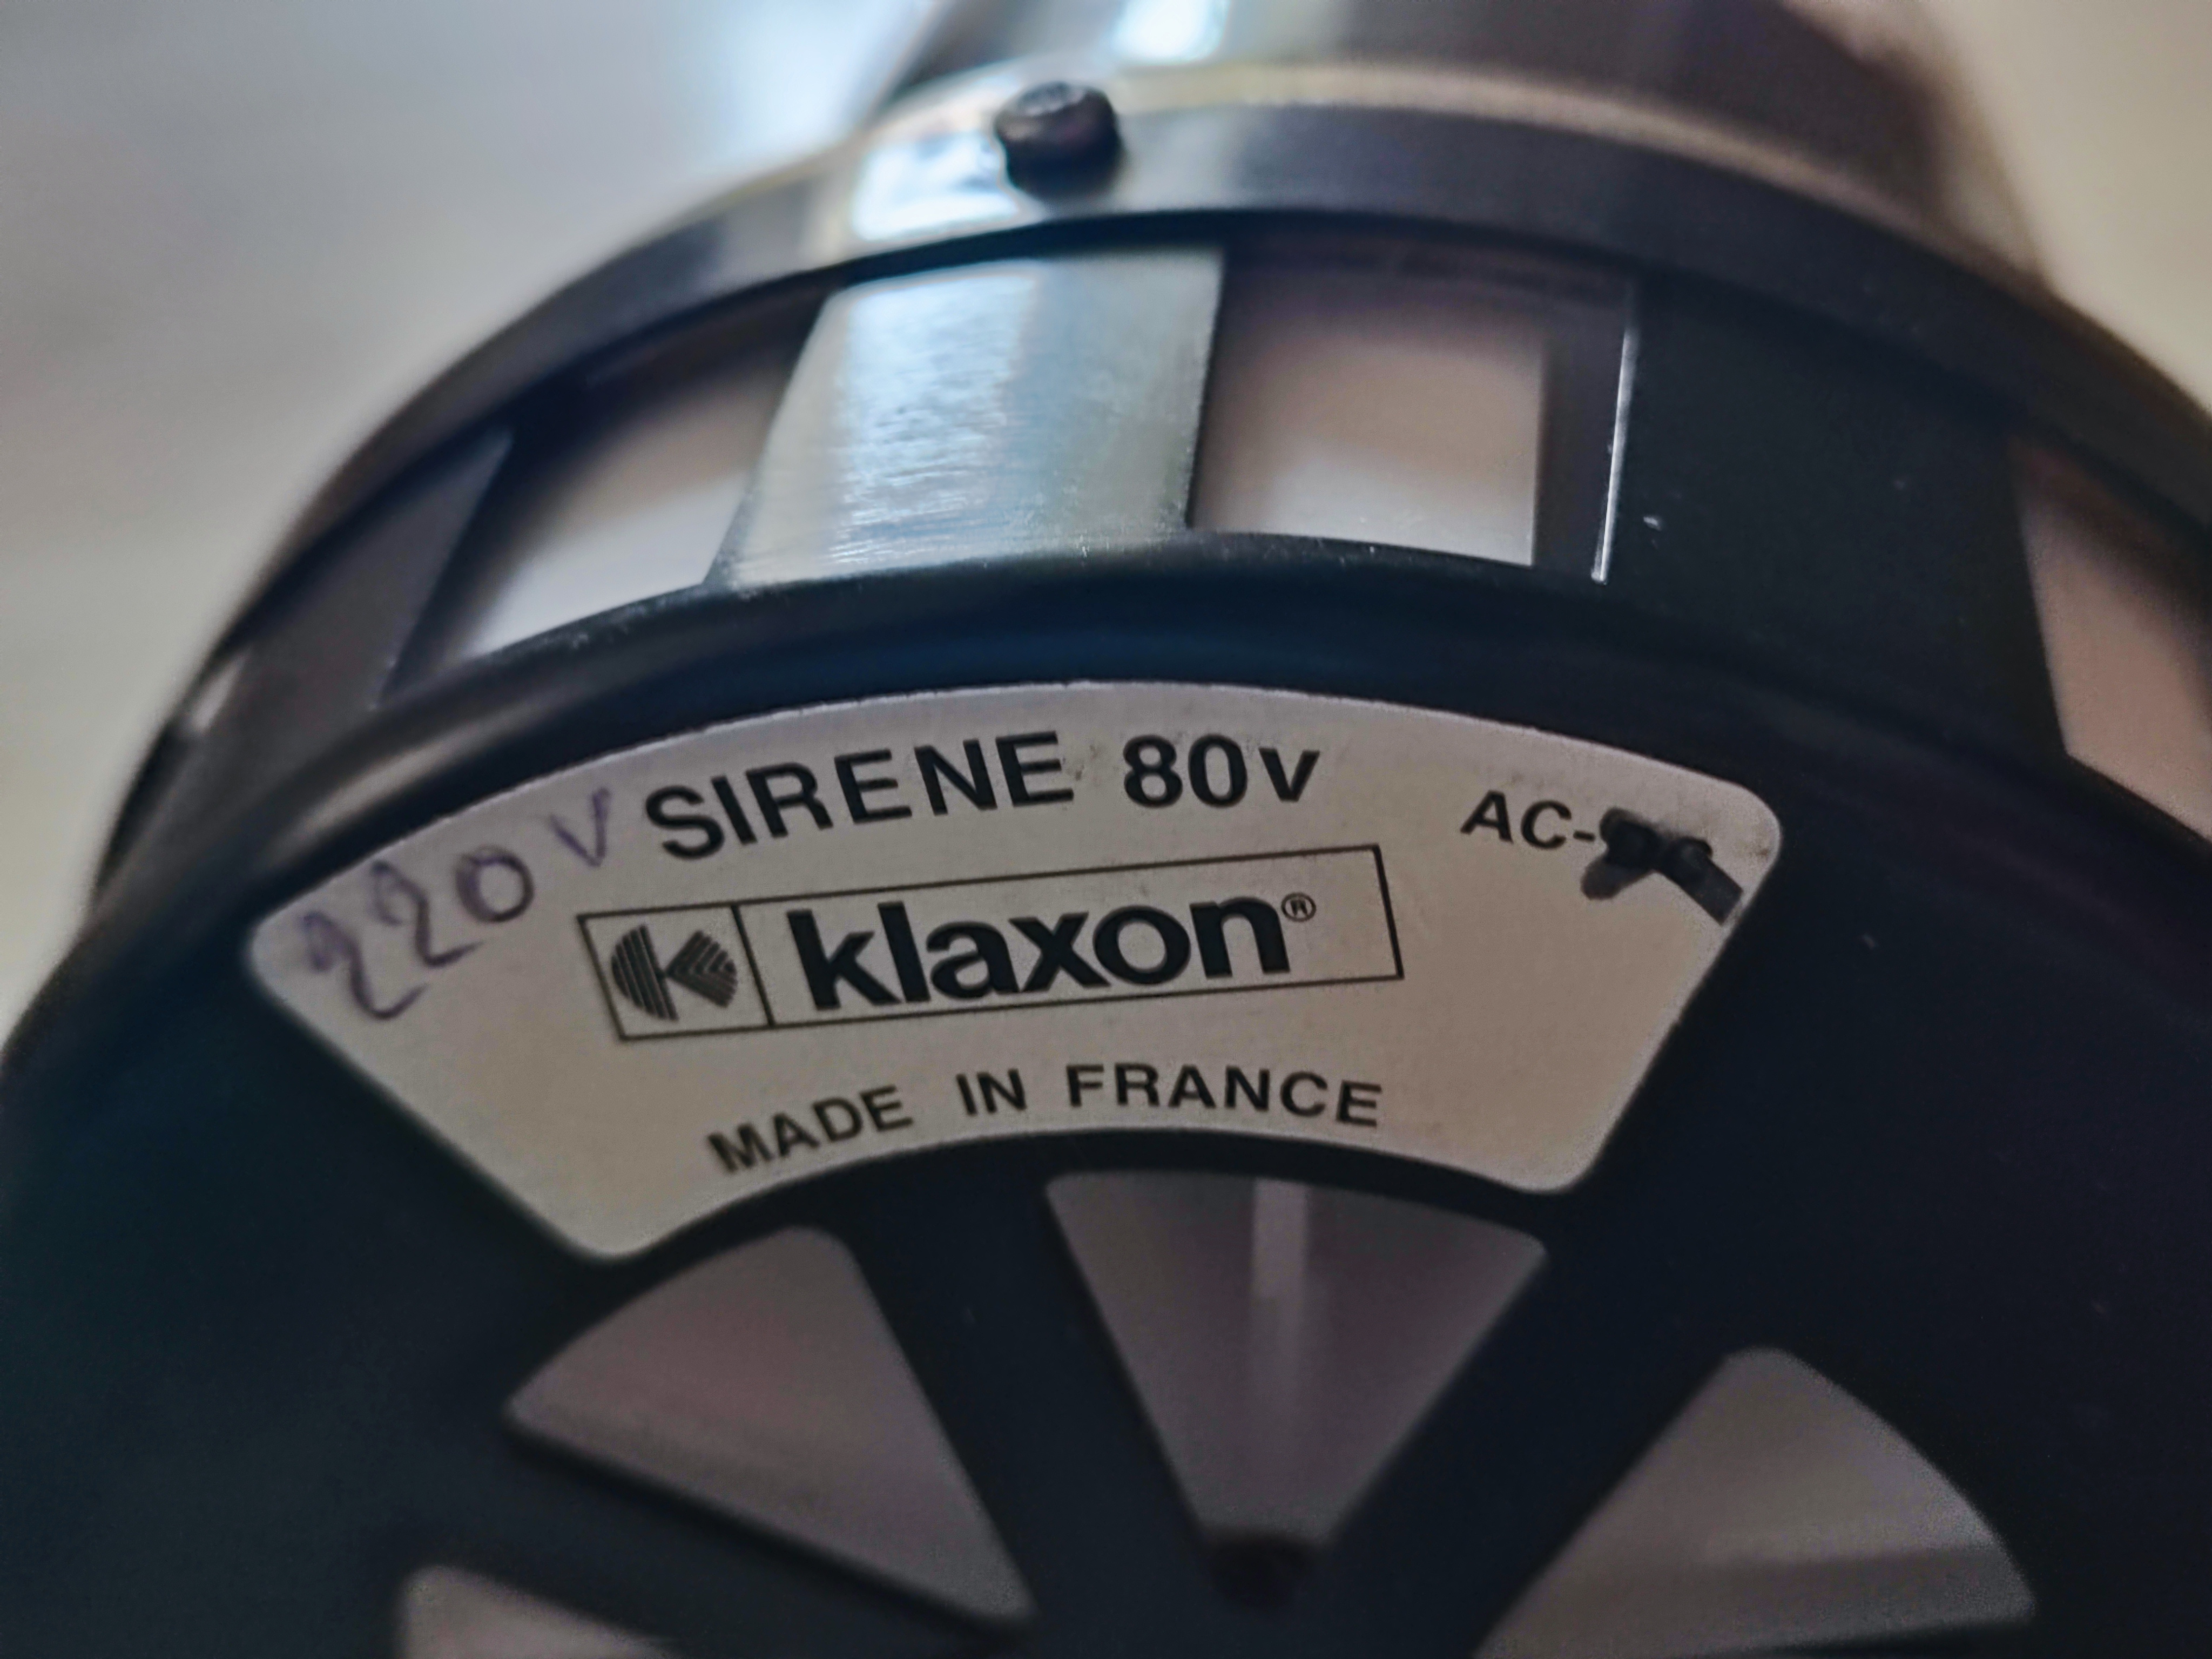 220V SIRENE 80v AC-
klaxon®
MADE IN FRANCE